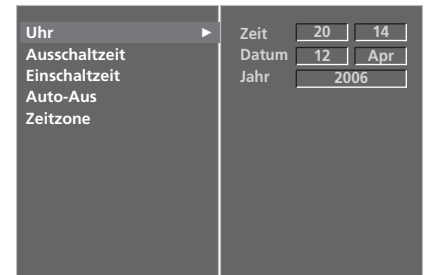 Uhr ►
Ausschaltzeit
Einschaltzeit
Auto-Aus
Zeitzone
Zeit 20 14
Datum 12 Apr
Jahr 2006